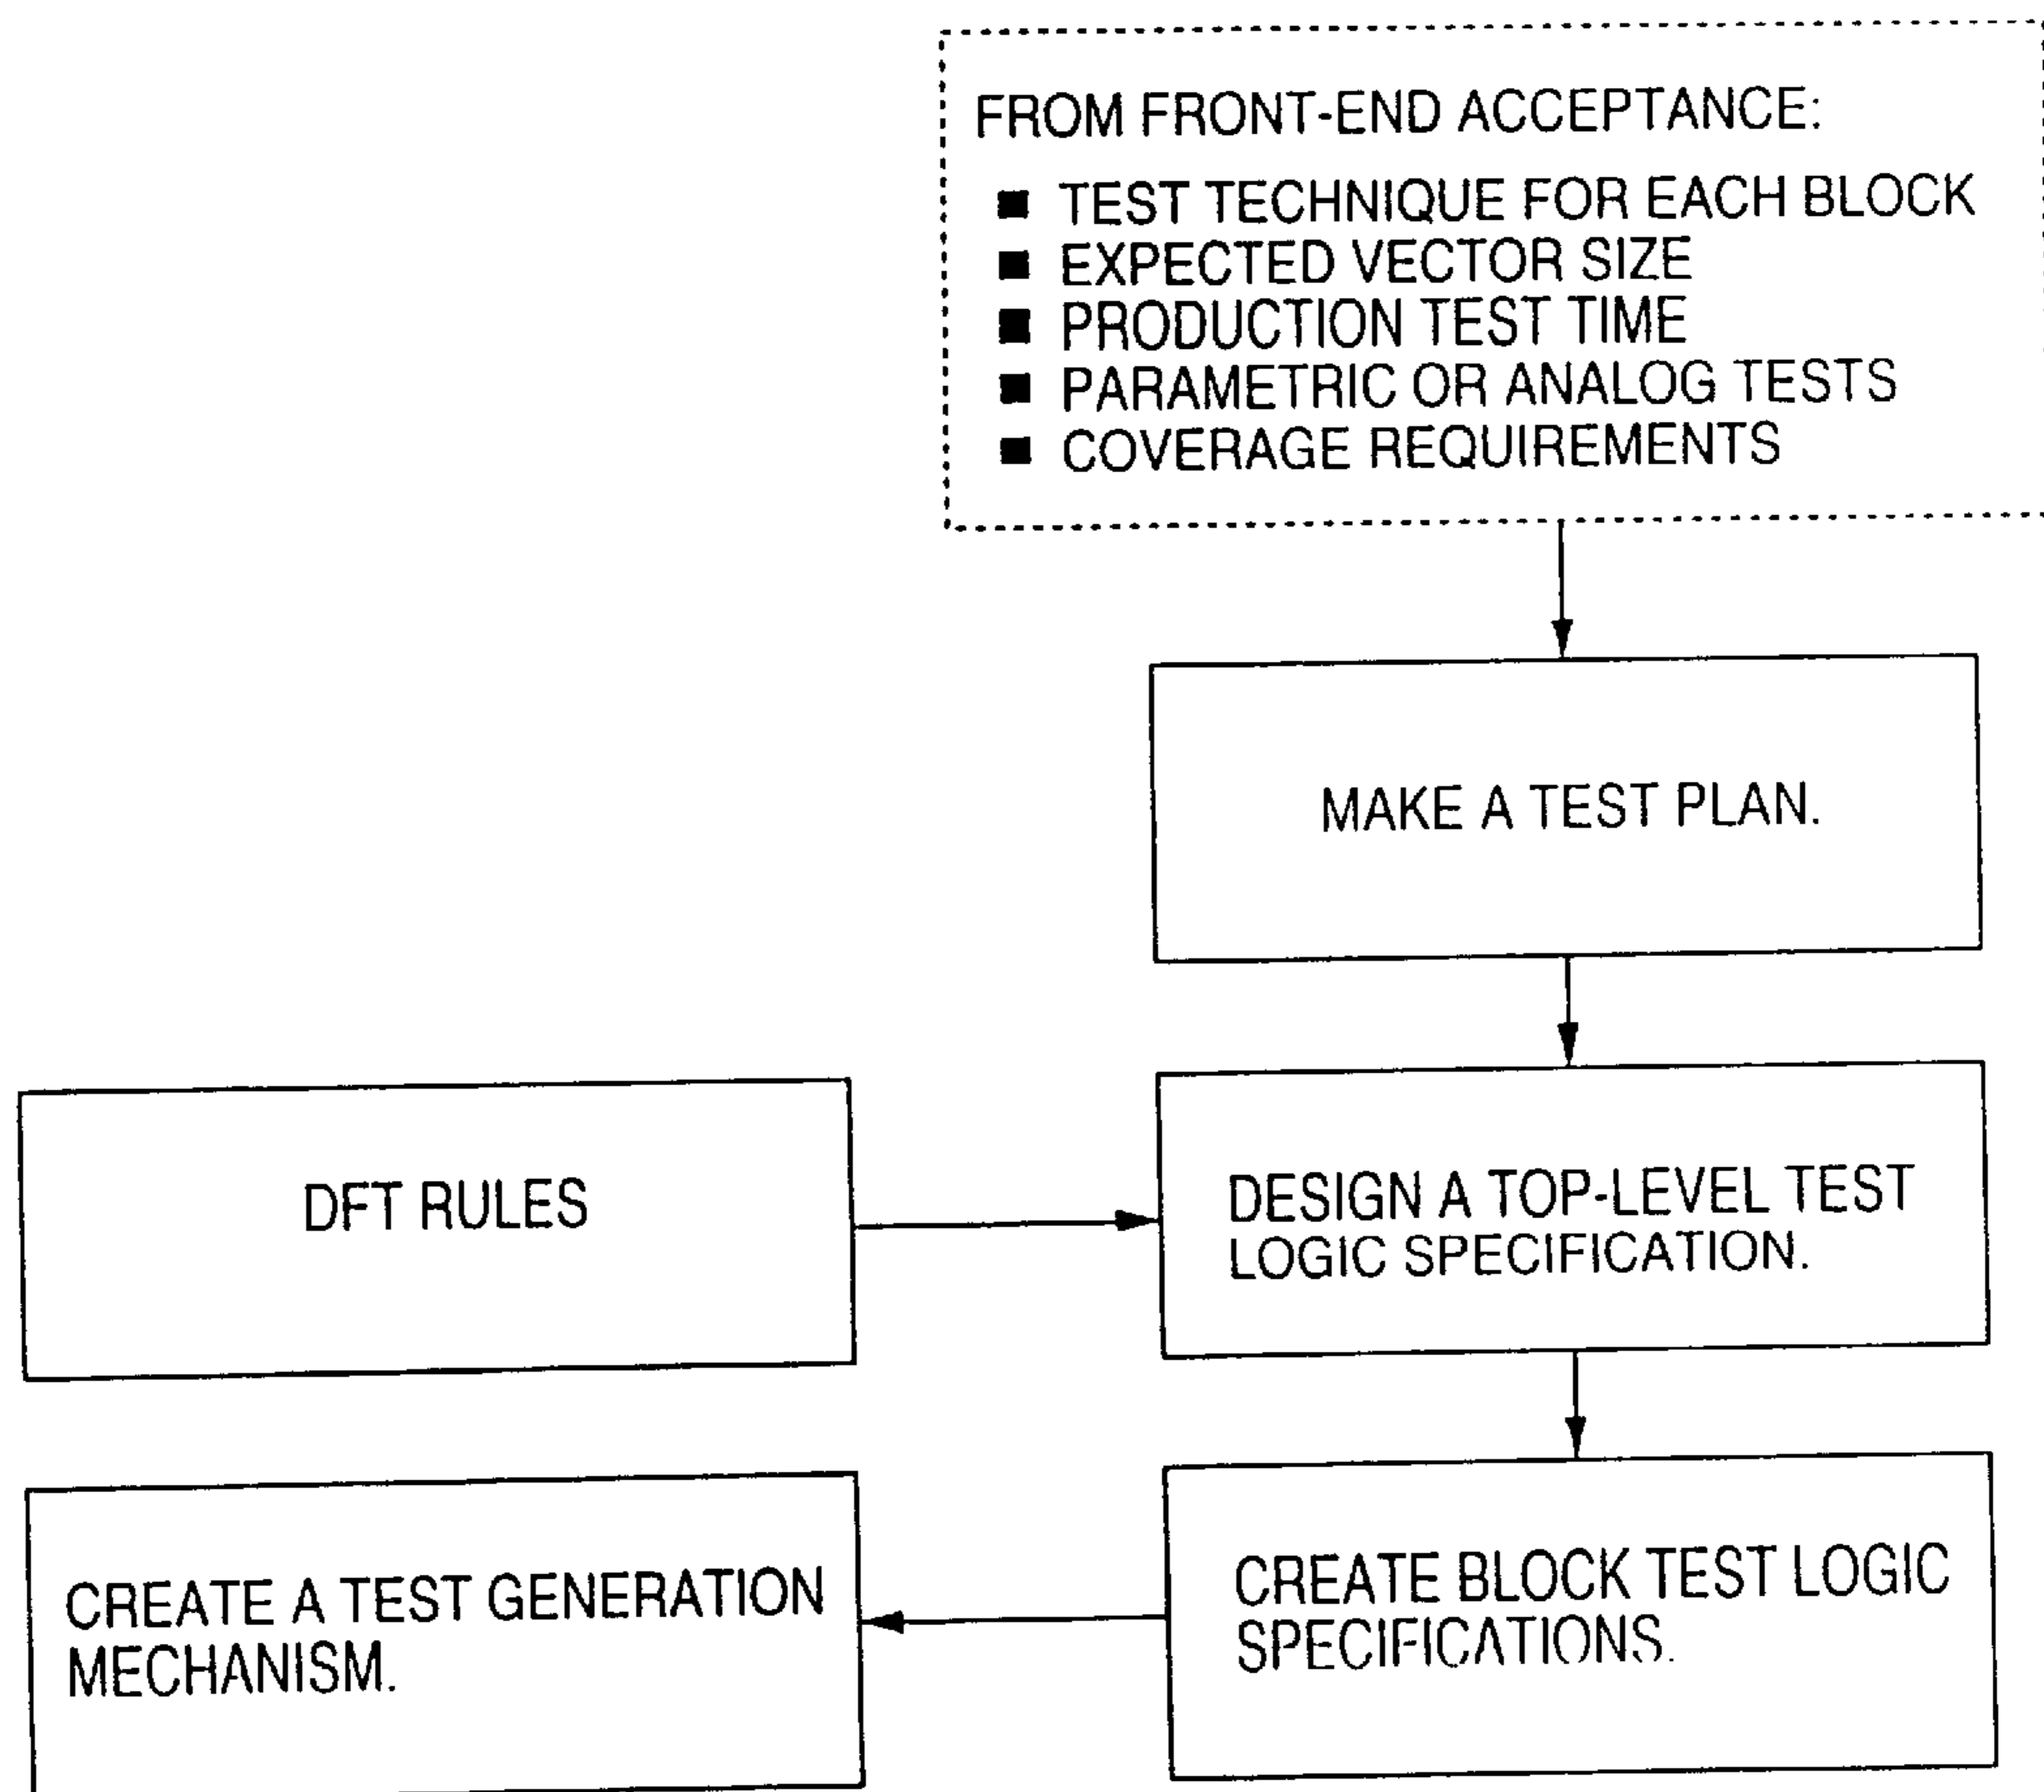 FROM FRONT-END ACCEPTANCE:
■ TEST TECHNIQUE FOR EACH BLOCK
■ EXPECTED VECTOR SIZE
■ PRODUCTION TEST TIME
■ PARAMETRIC OR ANALOG TESTS
■ COVERAGE REQUIREMENTS
MAKE A TEST PLAN.
DFT RULES
DESIGN A TOP-LEVEL TEST
LOGIC SPECIFICATION.
CREATE BLOCK TEST LOGIC
SPECIFICATIONS.
CREATE A TEST GENERATION
MECHANISM.